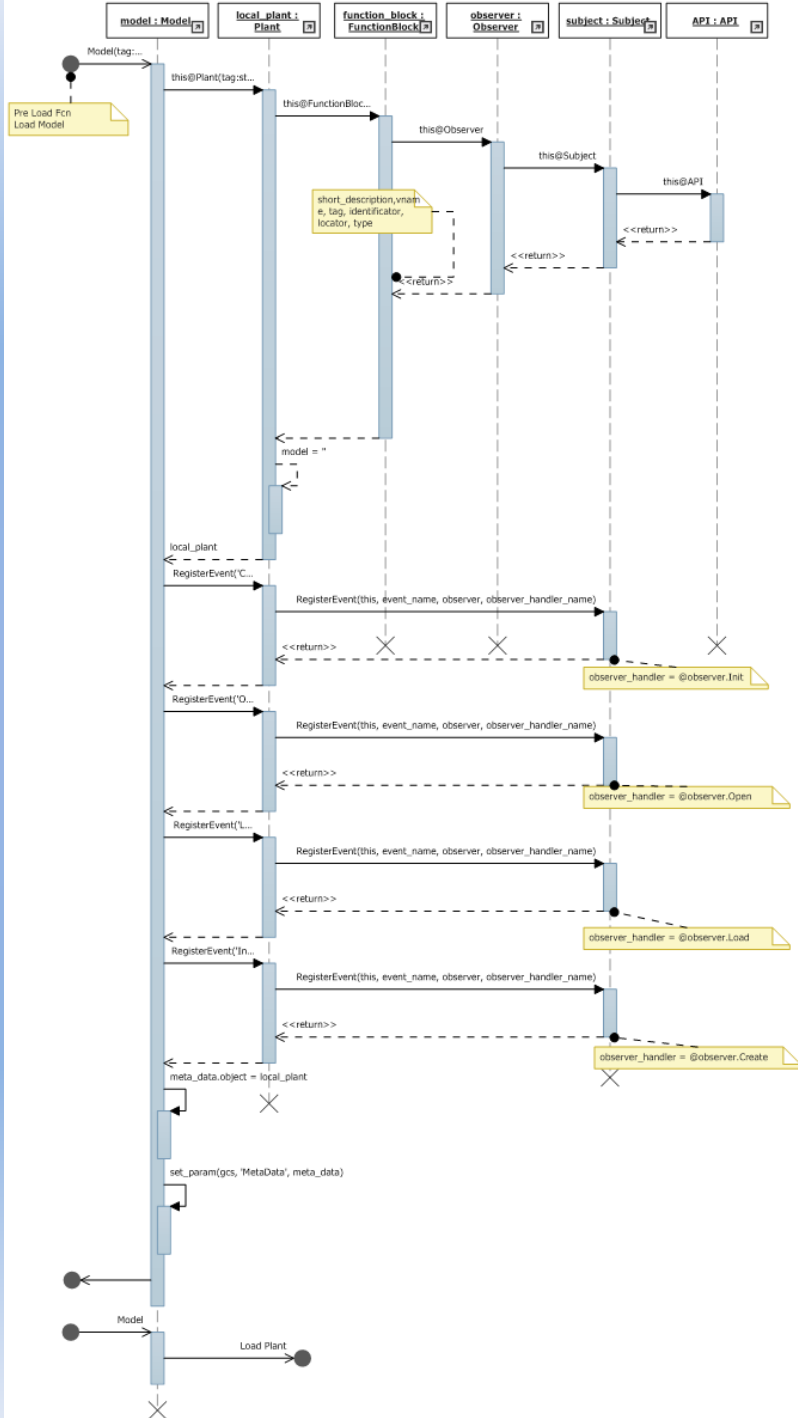 model : Model
local_plant :
Plant
function_block :
FunctionBlock
observer :
Observer
subject : Subject
API : API
Model(tag:...
this@Plant(tag:st...
Pre Load Fcn
Load Model
this@FunctionBloc...
this@Observer
this@Subject
this@API
short_description,vnam
e, tag, identificator,
locator, type
<<return>>
<<return>>
<<return>>
model = ''
local_plant
RegisterEvent('C...
RegisterEvent(this, event_name, observer, observer_handler_name)
<<return>>
observer_handler = @observer.Init
RegisterEvent('O...
RegisterEvent(this, event_name, observer, observer_handler_name)
<<return>>
observer_handler = @observer.Open
RegisterEvent('L...
RegisterEvent(this, event_name, observer, observer_handler_name)
<<return>>
observer_handler = @observer.Load
RegisterEvent('In...
RegisterEvent(this, event_name, observer, observer_handler_name)
<<return>>
observer_handler = @observer.Create
meta_data.object = local_plant
set_param(gcs, 'MetaData', meta_data)
Model
Load Plant